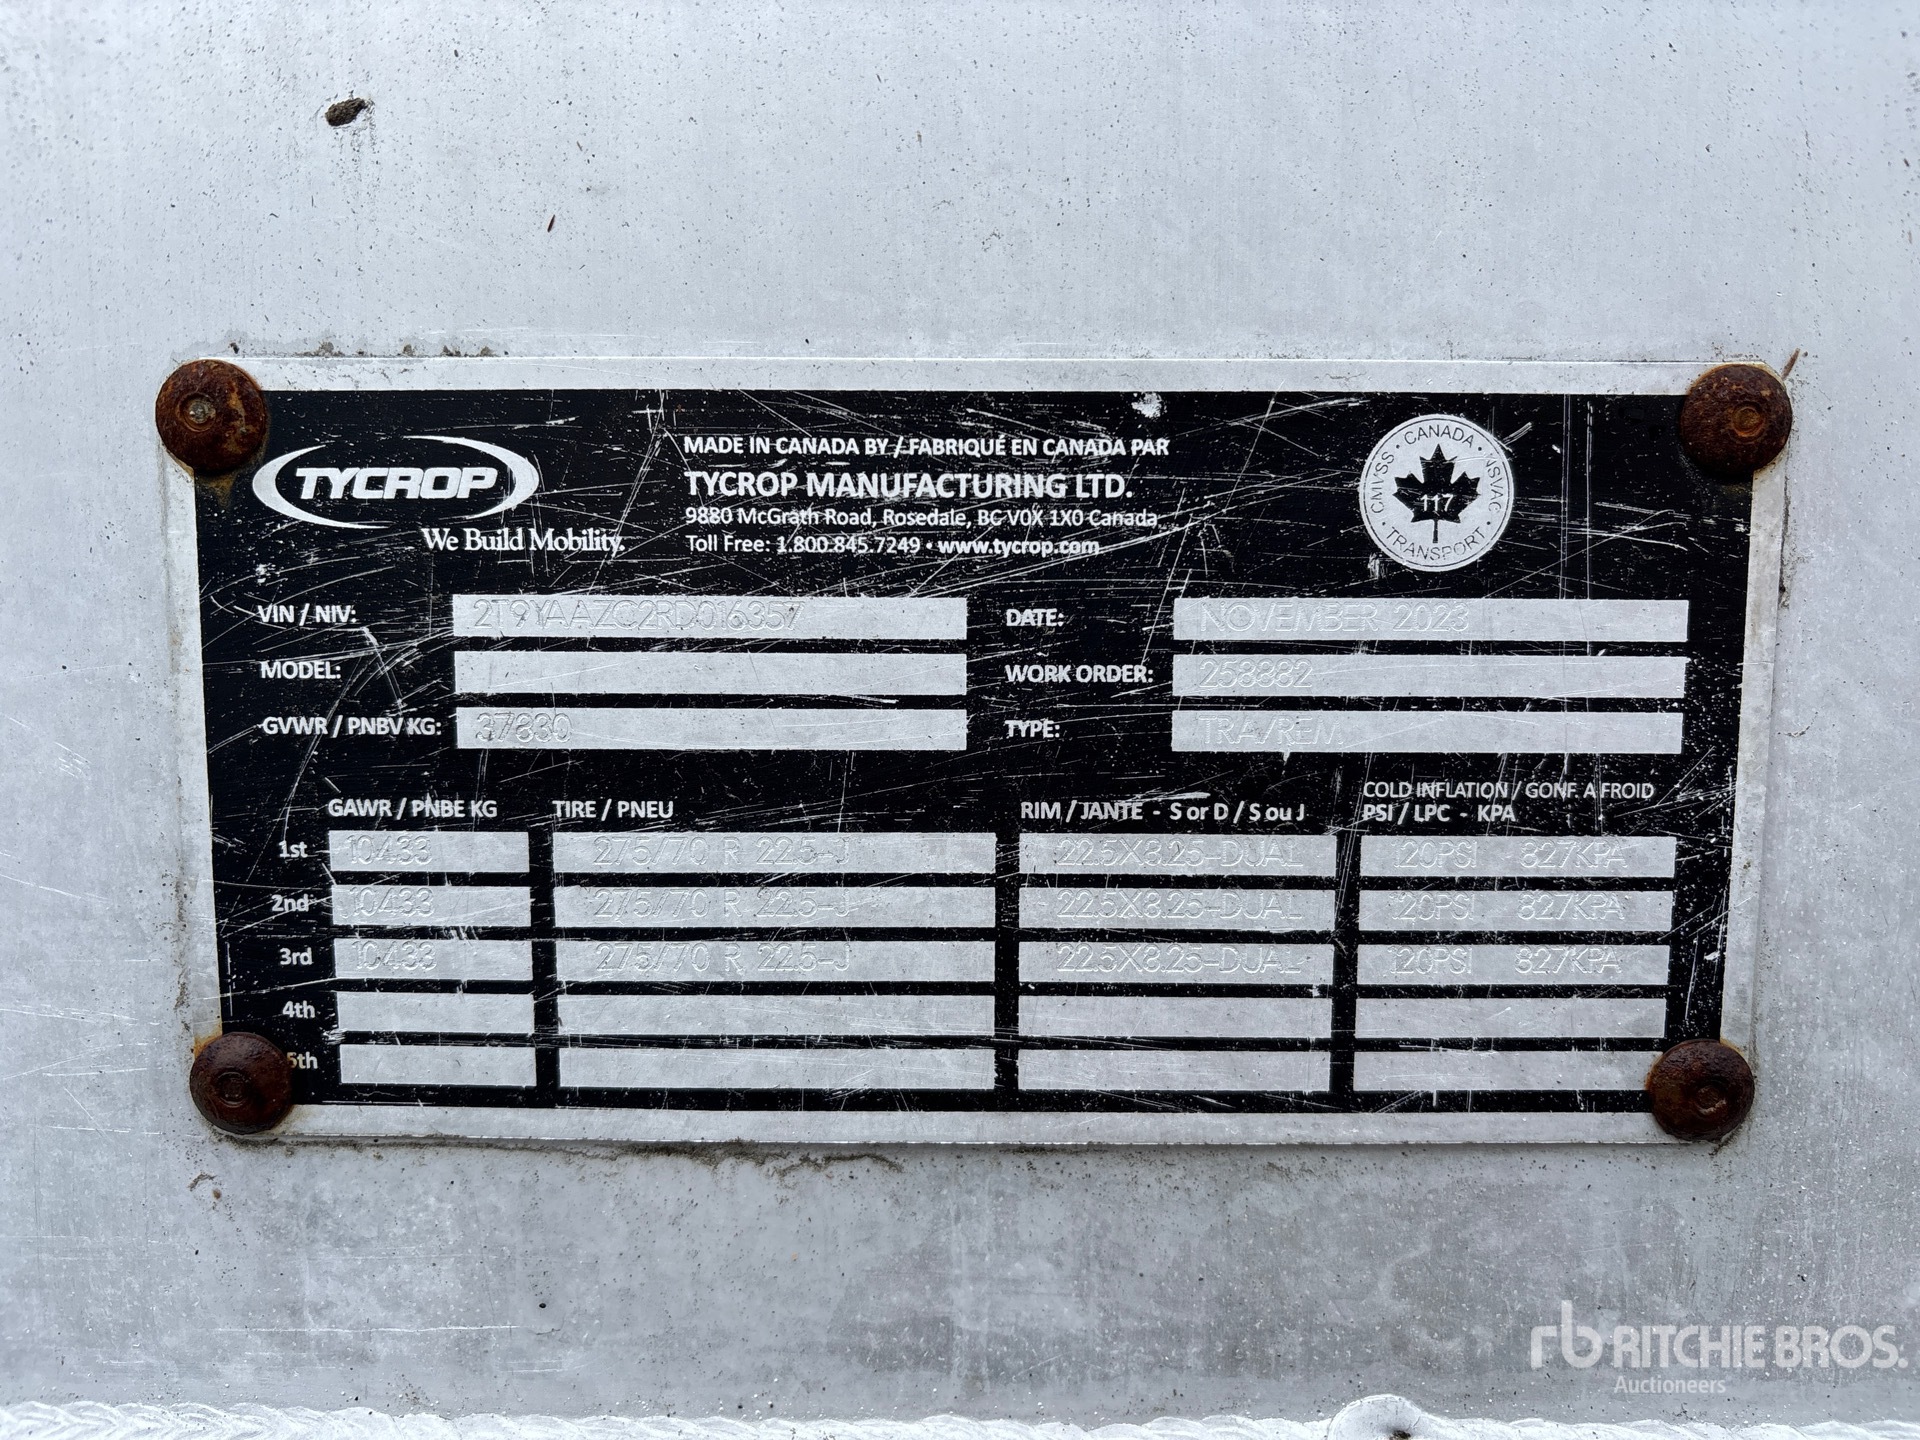 TYCROP
We Build Mobility.
MADE IN CANADA BY / FABRIQUÉ EN CANADA PAR
TYCROP MANUFACTURING LTD.
9880 McGrath Road, Rosedale, BC V0X 1X0 Canada
Toll Free: 1.800.845.7249 • www.tycrop.com
CMVSS • CANADA • NSVAC • TRANSPORT •
117
VIN / NIV: 2T9YAAZC2RD016357
DATE: NOVEMBER 2023
MODEL:
WORK ORDER: 258882
GVWR / PNBV KG: 37830
TYPE: TRA/REM
GAWR / PNBE KG TIRE / PNEU RIM / JANTE - S or D / S ou J COLD INFLATION / GONF. A FROID
PSI / LPC - KPA
1st 10433 275/70 R 22.5-J 22.5X8.25-DUAL 120PSI 827KPA
2nd 10433 275/70 R 22.5-J 22.5X8.25-DUAL 120PSI 827KPA
3rd 10433 275/70 R 22.5-J 22.5X8.25-DUAL 120PSI 827KPA
4th
5th
rb RITCHIE BROS.
Auctioneers